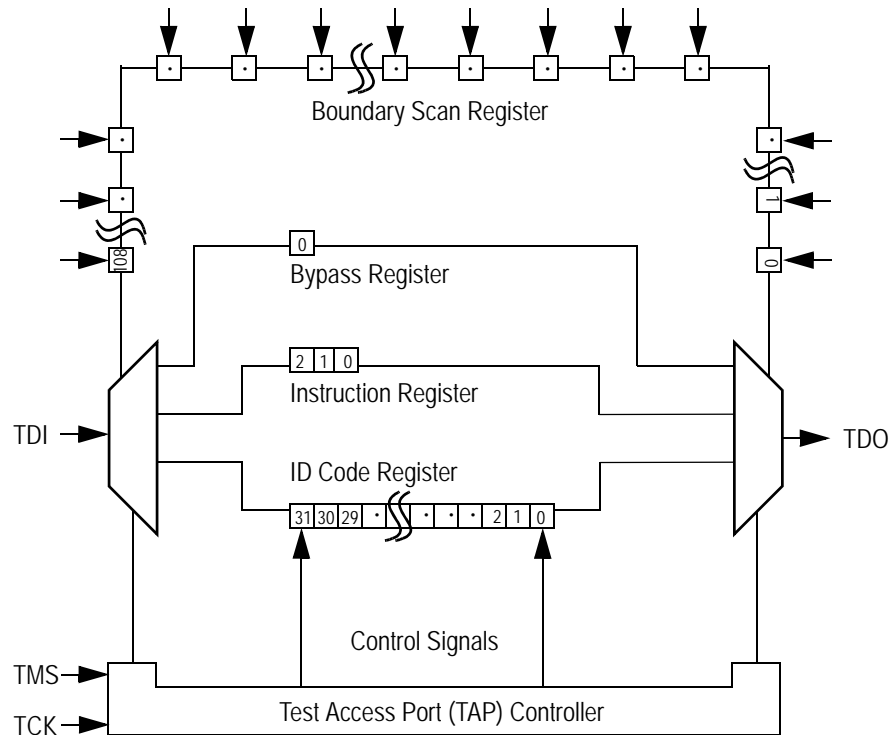 Boundary Scan Register
1
108
0
0
Bypass Register
2 1 0
Instruction Register
TDI
TDO
ID Code Register
31 30 29 · · · · 2 1 0
Control Signals
TMS
Test Access Port (TAP) Controller
TCK